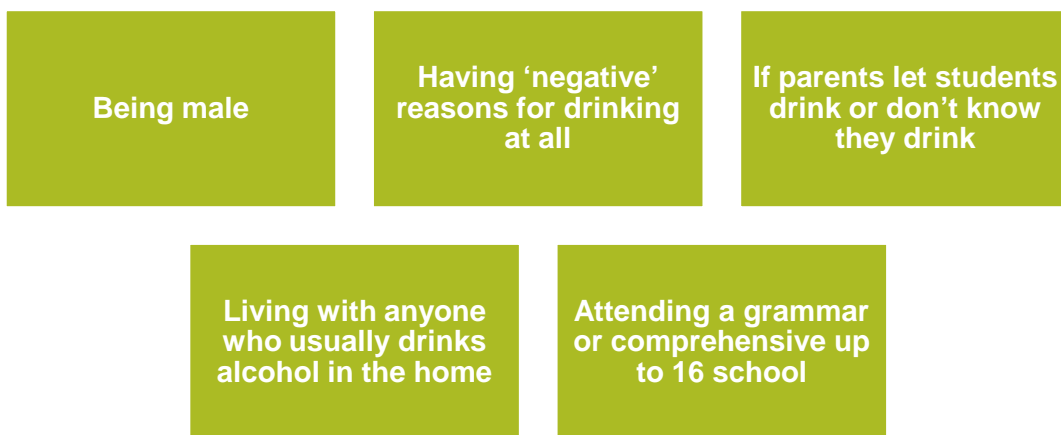 Being male
Having ‘negative’
reasons for drinking
at all
If parents let students
drink or don’t know
they drink
Living with anyone
who usually drinks
alcohol in the home
Attending a grammar
or comprehensive up
to 16 school